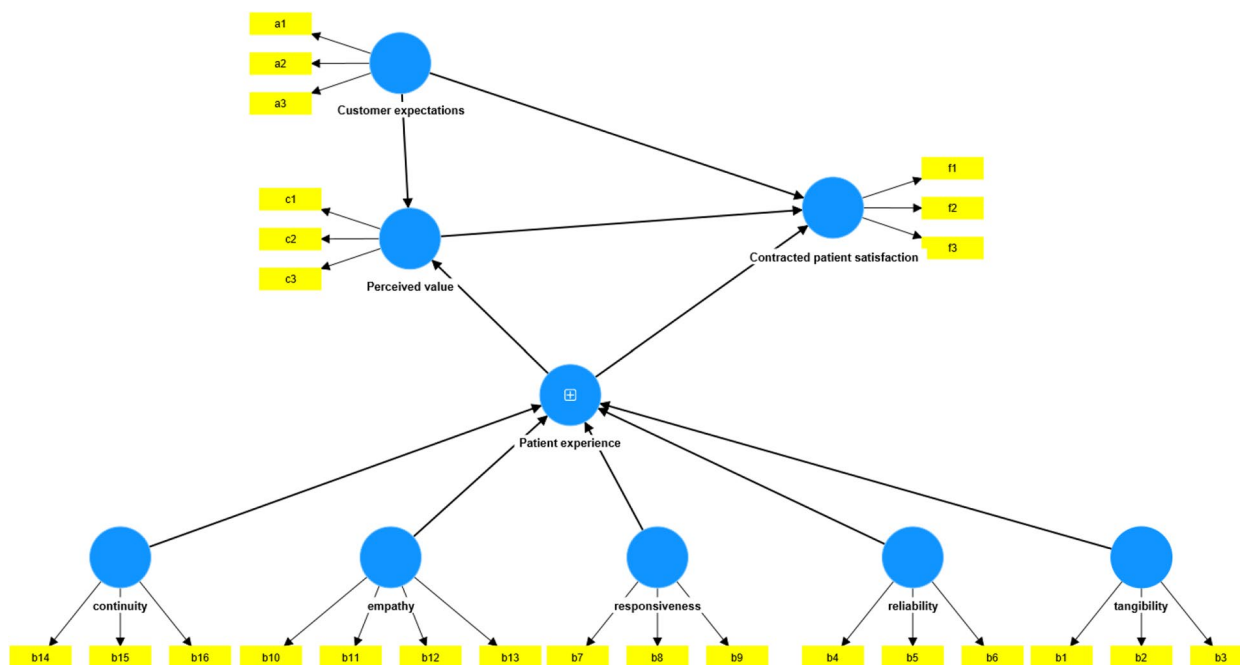 a1
a2
a3
Customer expectations
f1
f2
f3
Contracted patient satisfaction
c1
c2
c3
Perceived value
Patient experience
continuity
empathy
responsiveness
reliability
tangibility
b14
b15
b16
b10
b11
b12
b13
b7
b8
b9
b4
b5
b6
b1
b2
b3